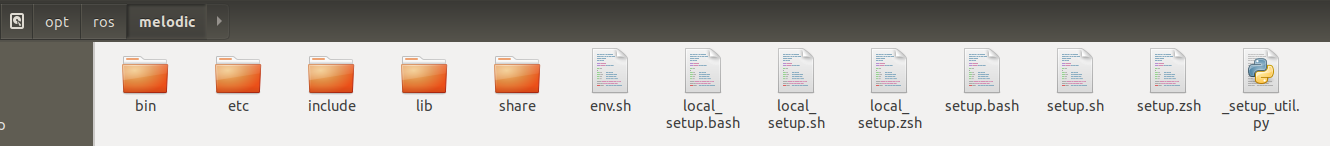 opt ros melodic
o
bin etc include lib share env.sh local_ local_ local_ setup.bash setup.sh setup.zsh _setup_util.
setup.bash setup.sh setup.zsh py